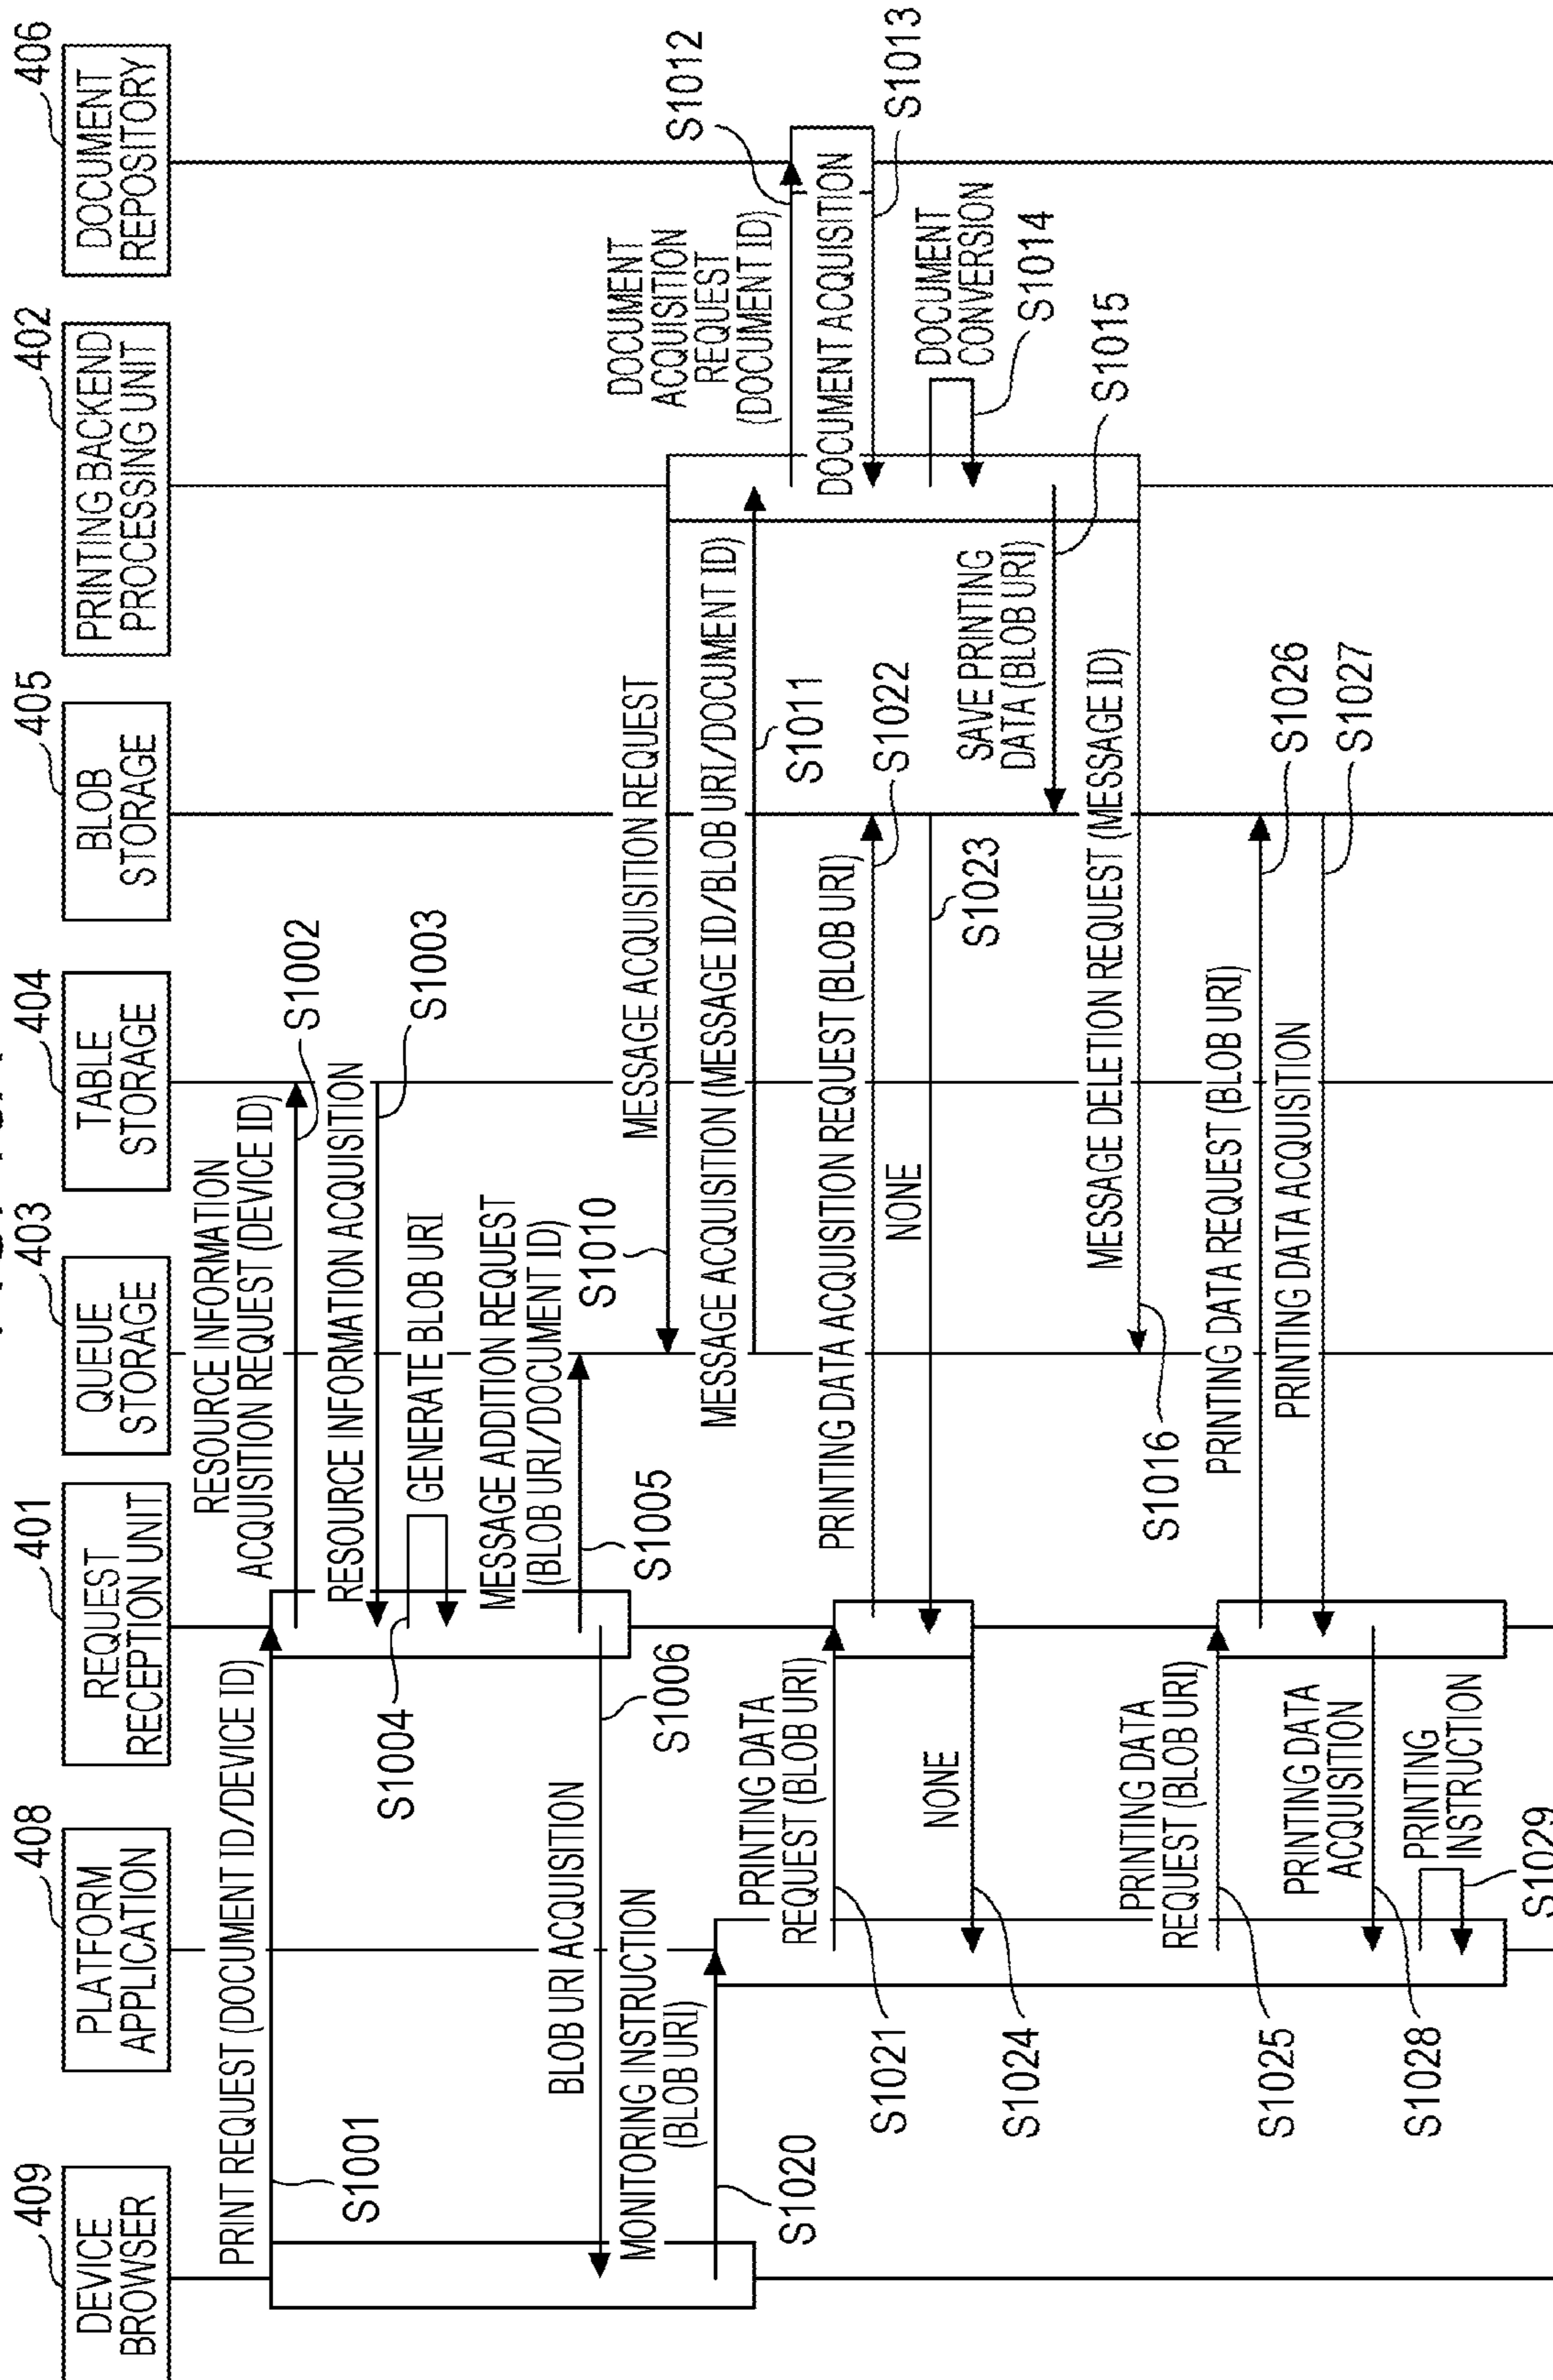 409
DEVICE
BROWSER
408
PLATFORM
APPLICATION
401
REQUEST
RECEPTION UNIT
403
QUEUE
STORAGE
404
TABLE
STORAGE
405
BLOB
STORAGE
402
PRINTING BACKEND
PROCESSING UNIT
406
DOCUMENT
REPOSITORY
PRINT REQUEST (DOCUMENT ID/DEVICE ID)
S1001
RESOURCE INFORMATION
ACQUISITION REQUEST (DEVICE ID)
S1002
RESOURCE INFORMATION ACQUISITION
S1003
GENERATE BLOB URI
S1004
MESSAGE ADDITION REQUEST
(BLOB URI/DOCUMENT ID)
S1005
BLOB URI ACQUISITION
S1006
MONITORING INSTRUCTION
(BLOB URI)
S1020
MESSAGE ACQUISITION REQUEST
S1010
MESSAGE ACQUISITION (MESSAGE ID/BLOB URI/DOCUMENT ID)
S1011
DOCUMENT
ACQUISITION
REQUEST
(DOCUMENT ID)
S1012
DOCUMENT ACQUISITION
S1013
DOCUMENT
CONVERSION
S1014
PRINTING DATA
REQUEST (BLOB URI)
S1021
PRINTING DATA ACQUISITION REQUEST (BLOB URI)
S1022
NONE
S1023
NONE
S1024
SAVE PRINTING
DATA (BLOB URI)
S1015
MESSAGE DELETION REQUEST (MESSAGE ID)
S1016
PRINTING DATA
REQUEST (BLOB URI)
S1025
PRINTING DATA REQUEST (BLOB URI)
S1026
PRINTING DATA ACQUISITION
S1027
PRINTING DATA
ACQUISITION
S1028
PRINTING
INSTRUCTION
S1029